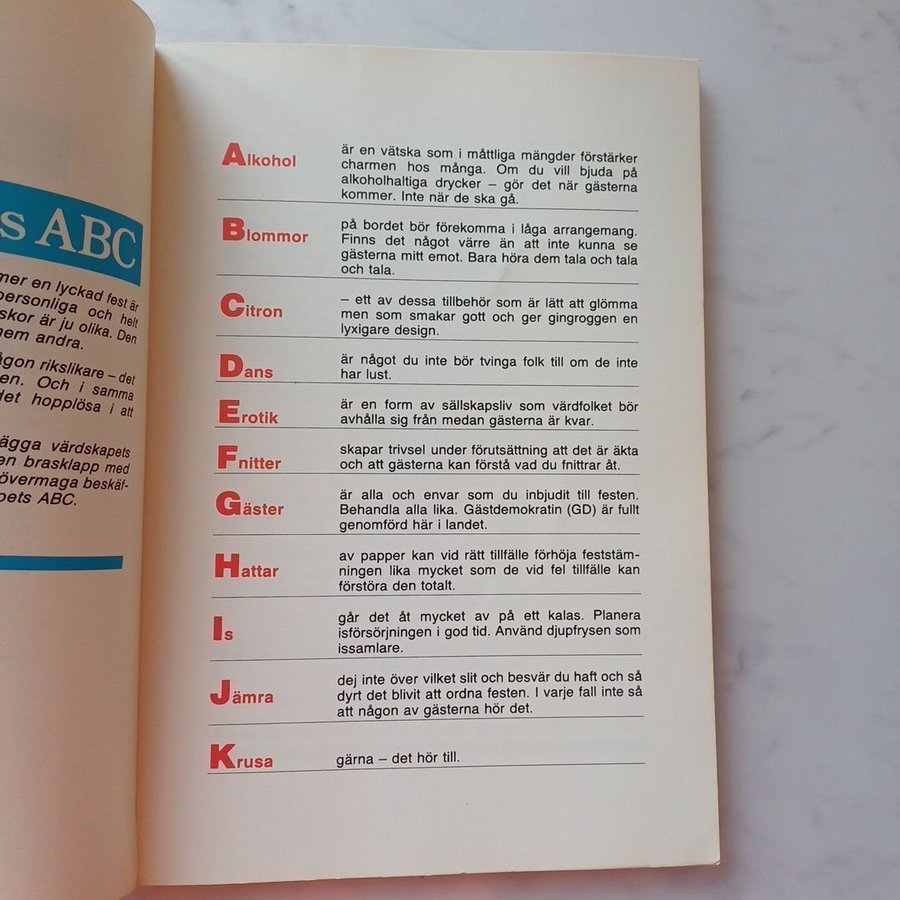 s ABC
mer en lyckad fest är
personliga och helt
skor är ju olika. Den
nem andra.
ågon rikslikare – det
en. Och i samma
det hopplösa i att
ägga värdskapets
en brasklapp med
övermaga beskäf-
pets ABC.
Alkohol
är en vätska som i måttliga mängder förstärker
charmen hos många. Om du vill bjuda på
alkoholhaltiga drycker – gör det när gästerna
kommer. Inte när de ska gå.
Blommor
på bordet bör förekomma i låga arrangemang.
Finns det något värre än att inte kunna se
gästerna mitt emot. Bara höra dem tala och tala
och tala.
Citron
– ett av dessa tillbehör som är lätt att glömma
men som smakar gott och ger gingroggen en
lyxigare design.
Dans
är något du inte bör tvinga folk till om de inte
har lust.
Erotik
är en form av sällskapsliv som värdfolket bör
avhålla sig från medan gästerna är kvar.
Fnitter
skapar trivsel under förutsättning att det är äkta
och att gästerna kan förstå vad du fnittrar åt.
Gäster
är alla och envar som du inbjudit till festen.
Behandla alla lika. Gästdemokratin (GD) är fullt
genomförd här i landet.
Hattar
av papper kan vid rätt tillfälle förhöja feststäm-
ningen lika mycket som de vid fel tillfälle kan
förstöra den totalt.
Is
går det åt mycket av på ett kalas. Planera
isförsörjningen i god tid. Använd djupfrysen som
issamlare.
Jämra
dej inte över vilket slit och besvär du haft och så
dyrt det blivit att ordna festen. I varje fall inte så
att någon av gästerna hör det.
Krusa
gärna – det hör till.